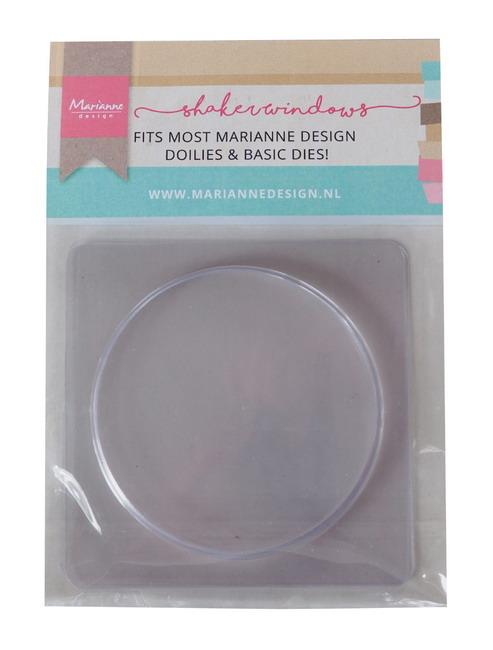 Marianne
design
shakerwindows
FITS MOST MARIANNE DESIGN
DOILIES & BASIC DIES!
WWW.MARIANNEDESIGN.NL